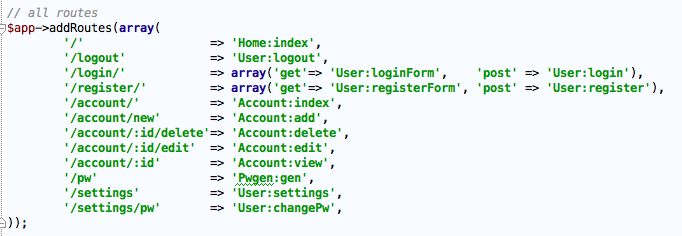 // all routes
$app->addRoutes(array(
'/' => 'Home:index',
'/logout' => 'User:logout',
'/login/' => array('get'=> 'User:loginForm', 'post' => 'User:login'),
'/register/' => array('get'=> 'User:registerForm', 'post' => 'User:register'),
'/account/' => 'Account:index',
'/account/new' => 'Account:add',
'/account/:id/delete'=> 'Account:delete',
'/account/:id/edit' => 'Account:edit',
'/account/:id' => 'Account:view',
'/pw' => 'Pwgen:gen',
'/settings' => 'User:settings',
'/settings/pw' => 'User:changePw',
));